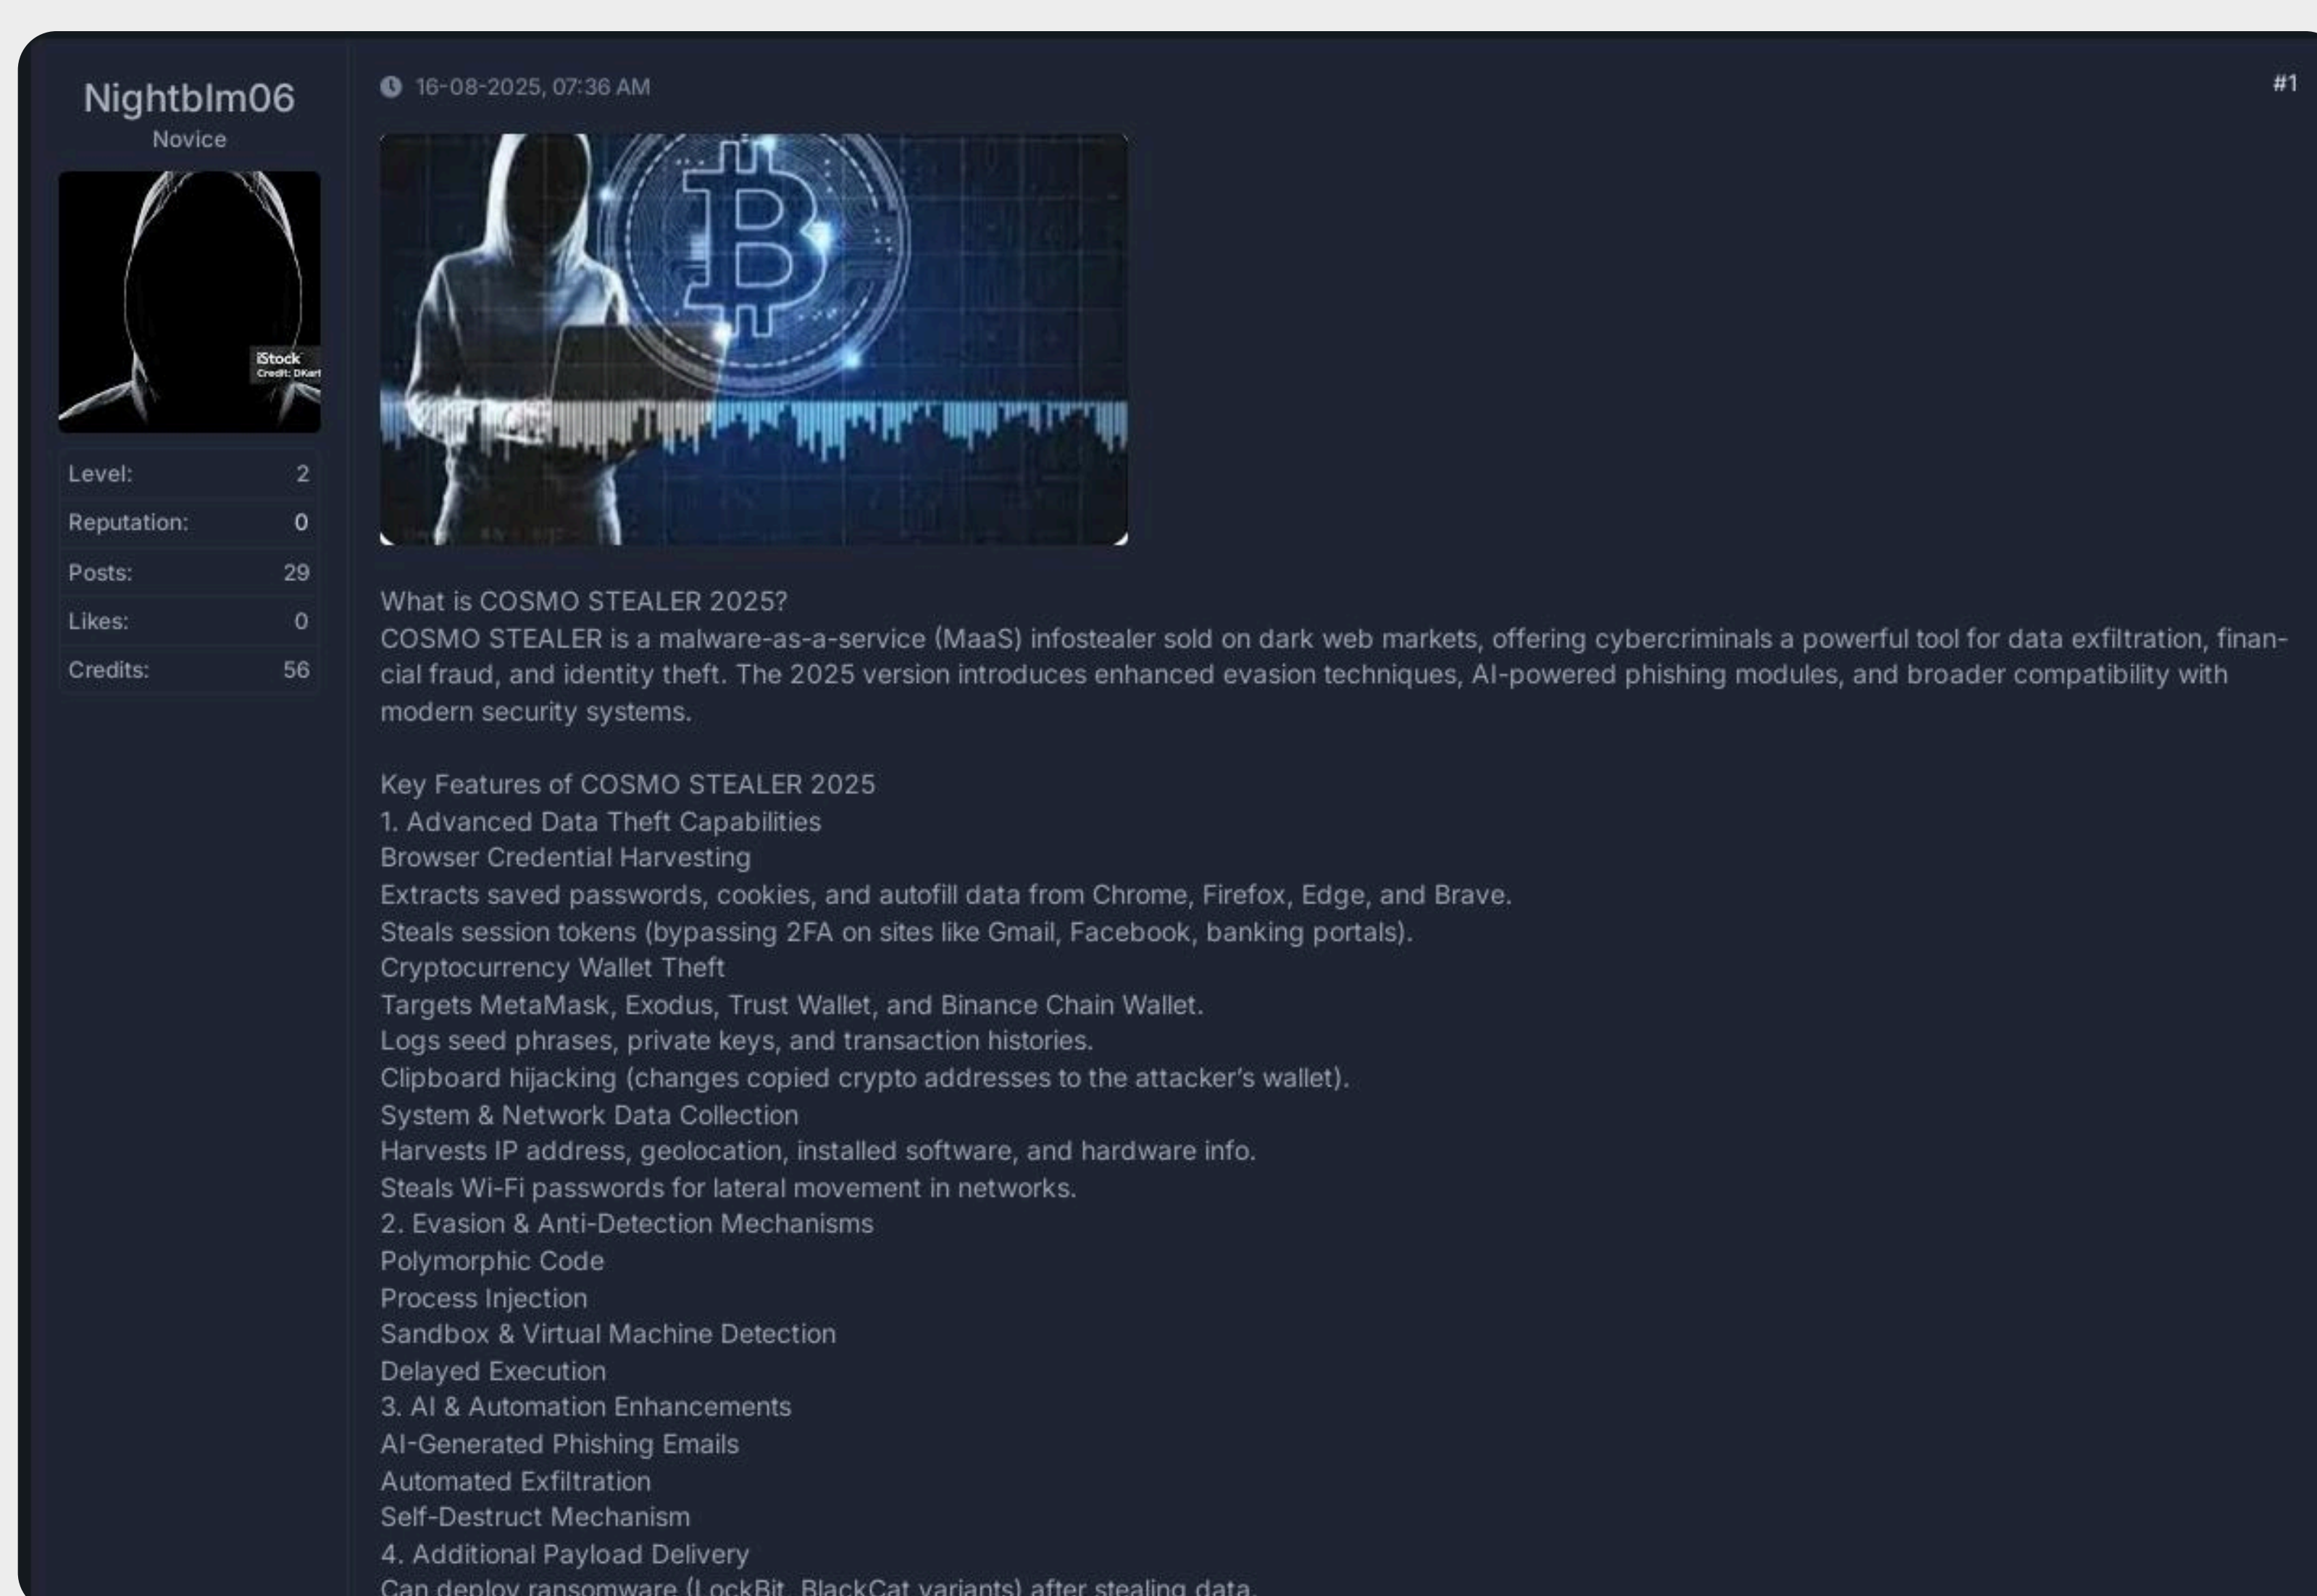 Nightblm06
Novice
iStock
Credit: DKart
Level: 2
Reputation: 0
Posts: 29
Likes: 0
Credits: 56
16-08-2025, 07:36 AM
#1
What is COSMO STEALER 2025?
COSMO STEALER is a malware-as-a-service (MaaS) infostealer sold on dark web markets, offering cybercriminals a powerful tool for data exfiltration, finan-
cial fraud, and identity theft. The 2025 version introduces enhanced evasion techniques, AI-powered phishing modules, and broader compatibility with
modern security systems.
Key Features of COSMO STEALER 2025
1. Advanced Data Theft Capabilities
Browser Credential Harvesting
Extracts saved passwords, cookies, and autofill data from Chrome, Firefox, Edge, and Brave.
Steals session tokens (bypassing 2FA on sites like Gmail, Facebook, banking portals).
Cryptocurrency Wallet Theft
Targets MetaMask, Exodus, Trust Wallet, and Binance Chain Wallet.
Logs seed phrases, private keys, and transaction histories.
Clipboard hijacking (changes copied crypto addresses to the attacker’s wallet).
System & Network Data Collection
Harvests IP address, geolocation, installed software, and hardware info.
Steals Wi-Fi passwords for lateral movement in networks.
2. Evasion & Anti-Detection Mechanisms
Polymorphic Code
Process Injection
Sandbox & Virtual Machine Detection
Delayed Execution
3. AI & Automation Enhancements
AI-Generated Phishing Emails
Automated Exfiltration
Self-Destruct Mechanism
4. Additional Payload Delivery
Can deploy ransomware (LockBit, BlackCat variants) after stealing data.